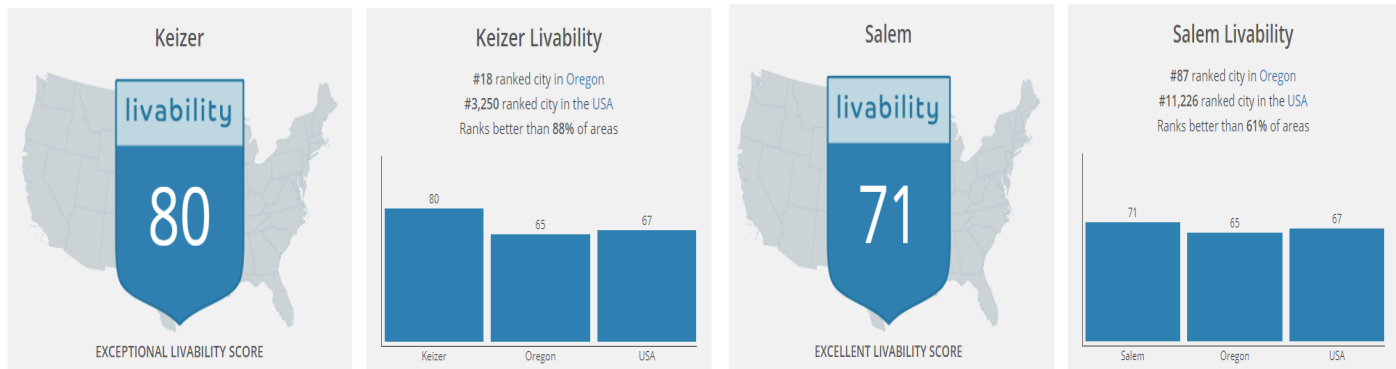 Keizer
livability
80
EXCEPTIONAL LIVABILITY SCORE
Keizer Livability
#18 ranked city in Oregon
#3,250 ranked city in the USA
Ranks better than 88% of areas
80
65
67
Keizer
Oregon
USA
Salem
livability
71
EXCELLENT LIVABILITY SCORE
Salem Livability
#87 ranked city in Oregon
#11,226 ranked city in the USA
Ranks better than 61% of areas
71
65
67
Salem
Oregon
USA